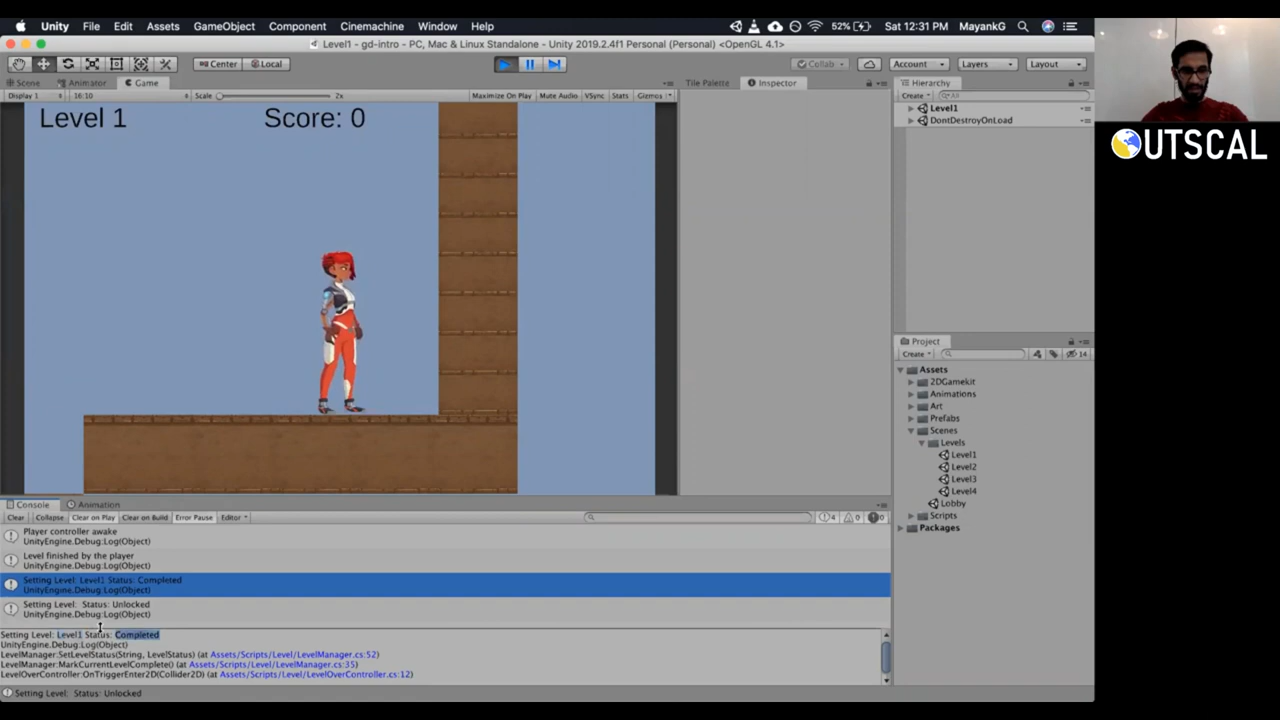 Unity File Edit Assets GameObject Component Cinemachine Window Help 52% Sat 12:31 PM MayankG
Level1 - gd-intro - PC, Mac & Linux Standalone - Unity 2019.2.4f1 Personal (Personal) <OpenGL 4.1>
Center Local Collab Account Layers Layout
Scene Animator Game Tile Palette Inspector Hierarchy
Display 1 16:10 Scale 2x Maximize On Play Mute Audio VSync Stats Gizmos Create All
Level 1 Score: 0
Level1
DontDestroyOnLoad
OUTSCAL
Project
Create 14
Assets
2DGamekit
Animations
Art
Prefabs
Scenes
Levels
Level1
Level2
Level3
Level4
Lobby
Scripts
Packages
Console Animation
Clear Collapse Clear on Play Clear on Build Error Pause Editor 4 0 0
Player controller awake
UnityEngine.Debug:Log(Object)
Level finished by the player
UnityEngine.Debug:Log(Object)
Setting Level: Level1 Status: Completed
UnityEngine.Debug:Log(Object)
Setting Level: Status: Unlocked
UnityEngine.Debug:Log(Object)
Setting Level: Level1 Status: Completed
UnityEngine.Debug:Log(Object)
LevelManager:SetLevelStatus(String, LevelStatus) (at Assets/Scripts/Level/LevelManager.cs:52)
LevelManager:MarkCurrentLevelComplete() (at Assets/Scripts/Level/LevelManager.cs:35)
LevelOverController:OnTriggerEnter2D(Collider2D) (at Assets/Scripts/Level/LevelOverController.cs:12)
Setting Level: Status: Unlocked